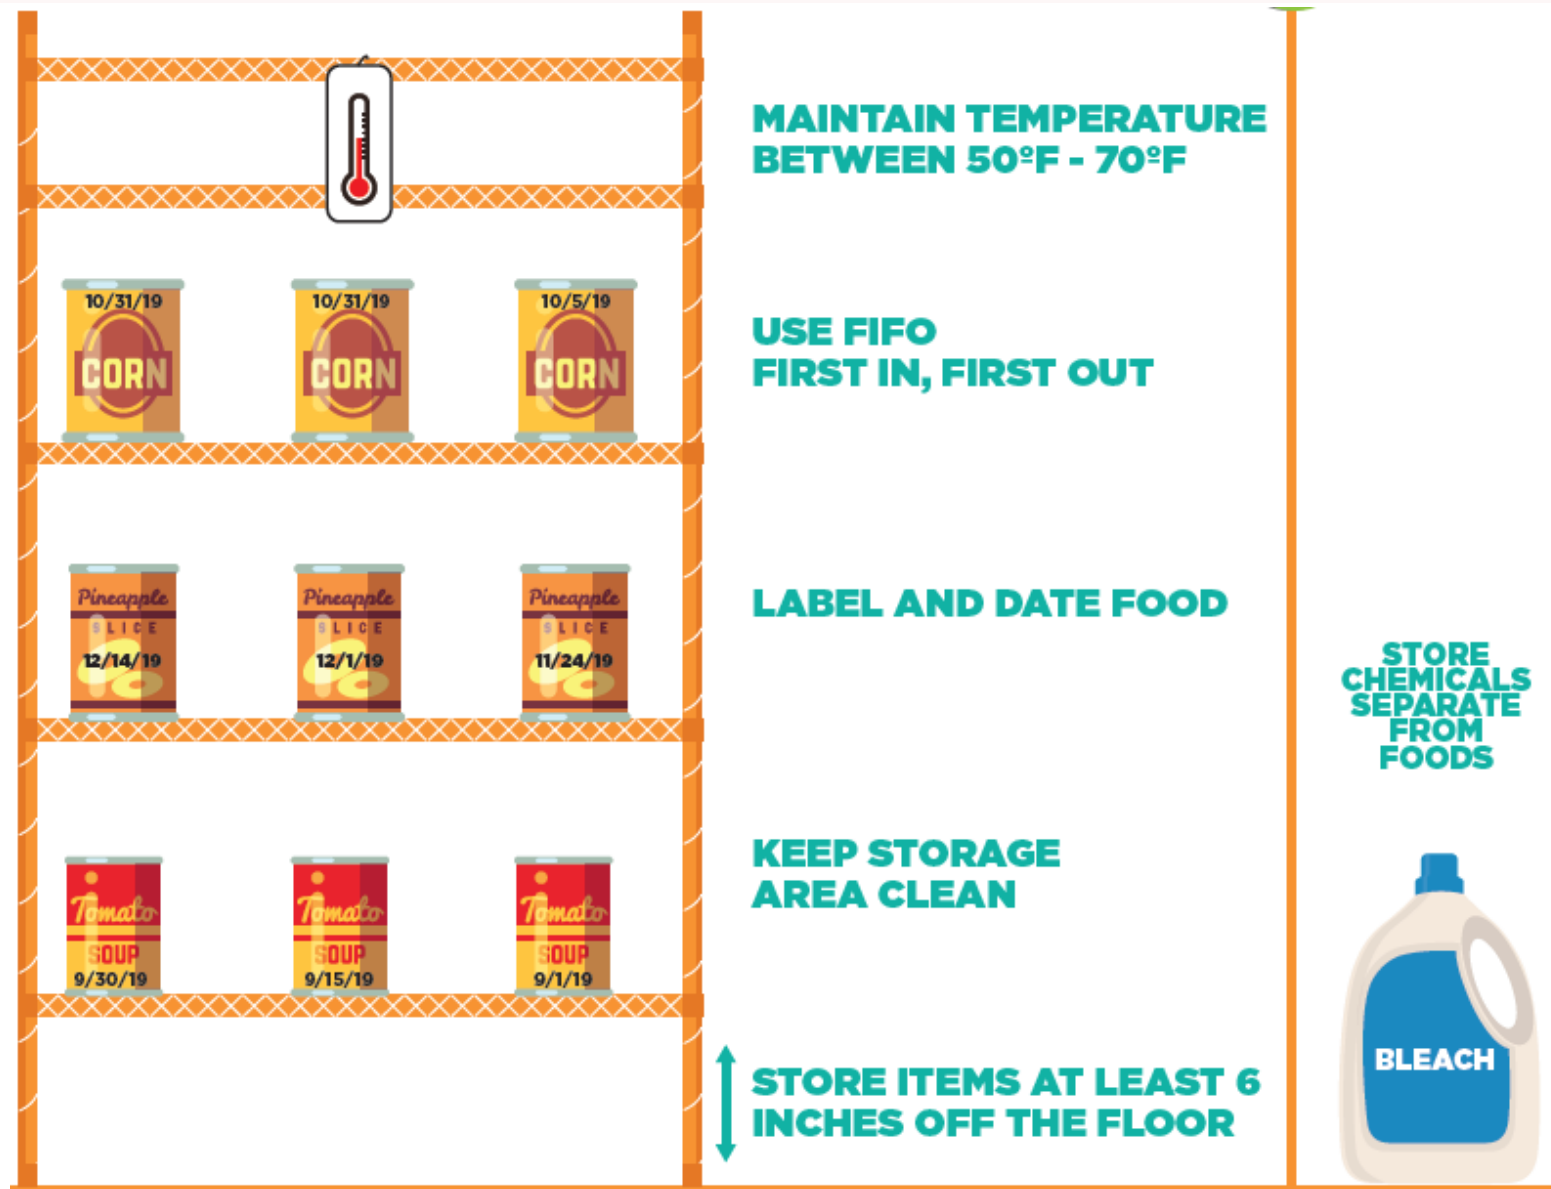 MAINTAIN TEMPERATURE
BETWEEN 50ºF - 70ºF
10/31/19
CORN
10/31/19
CORN
10/5/19
CORN
USE FIFO
FIRST IN, FIRST OUT
Pineapple
SLICE
12/14/19
Pineapple
SLICE
12/1/19
Pineapple
SLICE
11/24/19
LABEL AND DATE FOOD
Tomato
SOUP
9/30/19
Tomato
SOUP
9/15/19
Tomato
SOUP
9/1/19
KEEP STORAGE
AREA CLEAN
STORE ITEMS AT LEAST 6
INCHES OFF THE FLOOR
STORE
CHEMICALS
SEPARATE
FROM
FOODS
BLEACH